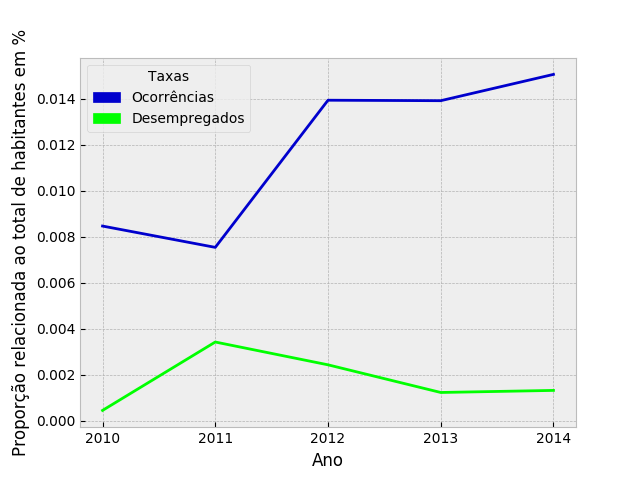 Proporção relacionada ao total de habitantes em %
Taxas
Ocorrências
Desempregados
0.014
0.012
0.010
0.008
0.006
0.004
0.002
0.000
2010 2011 2012 2013 2014
Ano